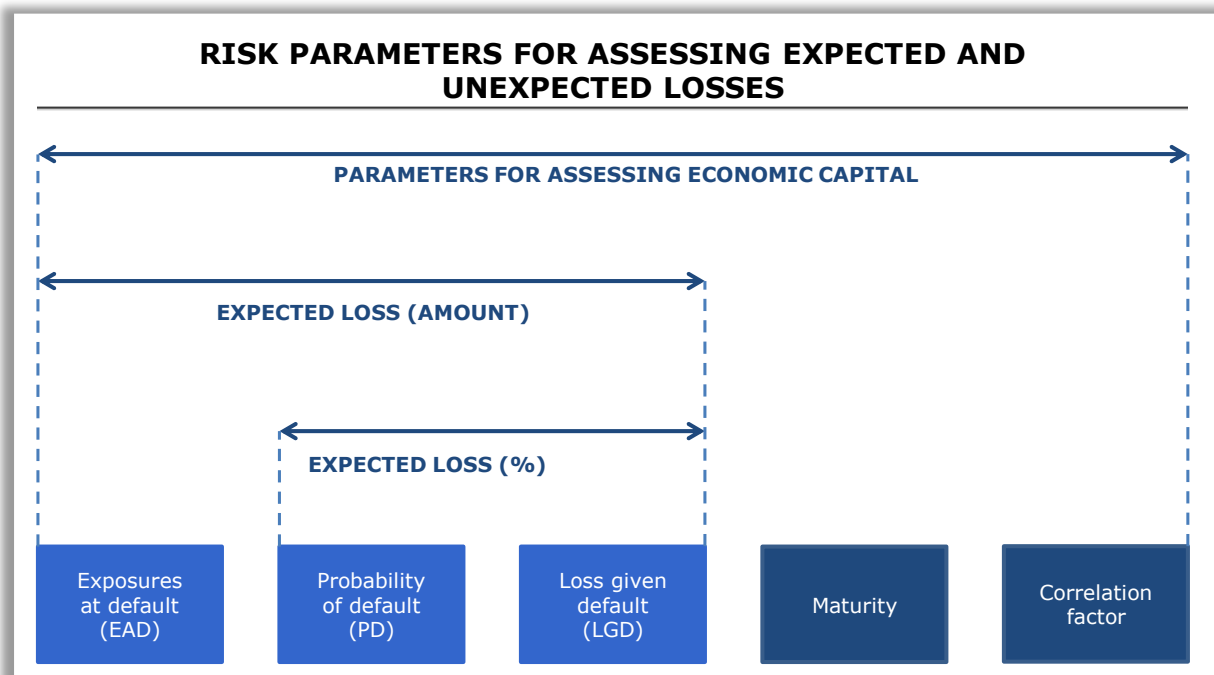 RISK PARAMETERS FOR ASSESSING EXPECTED AND
UNEXPECTED LOSSES
PARAMETERS FOR ASSESSING ECONOMIC CAPITAL
EXPECTED LOSS (AMOUNT)
EXPECTED LOSS (%)
Exposures
at default
(EAD)
Probability
of default
(PD)
Loss given
default
(LGD)
Maturity
Correlation
factor